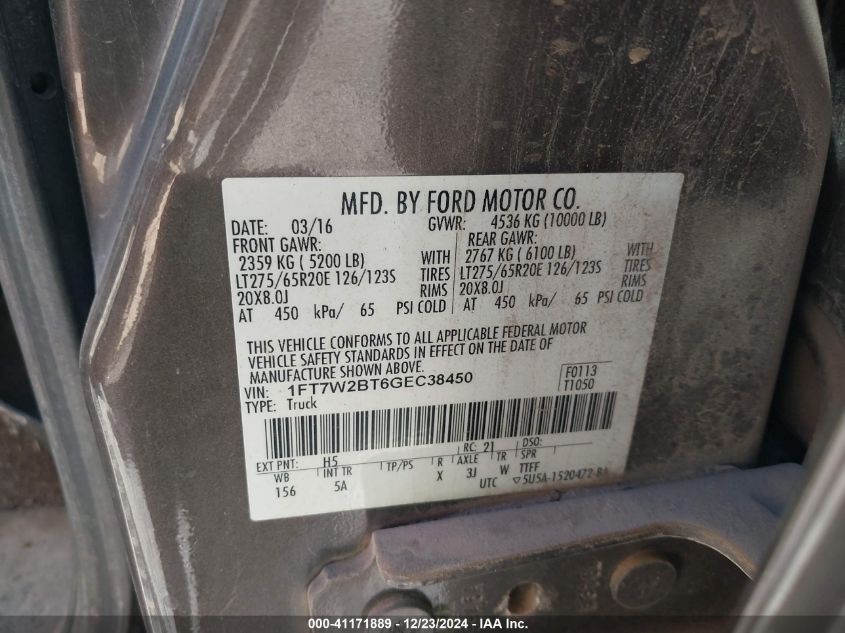 MFD. BY FORD MOTOR CO.
DATE: 03/16 GVWR: 4536 KG (10000 LB)
FRONT GAWR: REAR GAWR:
2359 KG ( 5200 LB) WITH 2767 KG ( 6100 LB) WITH
LT275/65R20E 126/123S TIRES LT275/65R20E 126/123S TIRES
20X8.0J RIMS 20X8.0J RIMS
AT 450 kPa/ 65 PSI COLD AT 450 kPa/ 65 PSI COLD
THIS VEHICLE CONFORMS TO ALL APPLICABLE FEDERAL MOTOR
VEHICLE SAFETY STANDARDS IN EFFECT ON THE DATE OF
MANUFACTURE SHOWN ABOVE.
VIN: 1FT7W2BT6GEC38450 F0113
TYPE: Truck T1050
EXT PNT: H5 RC: 21 DSO:
WB INT TR TP/PS R AXLE TR SPR
156 5A X 3J W TTFF
UTC
000-41171889 - 12/23/2024 - IAAI.com